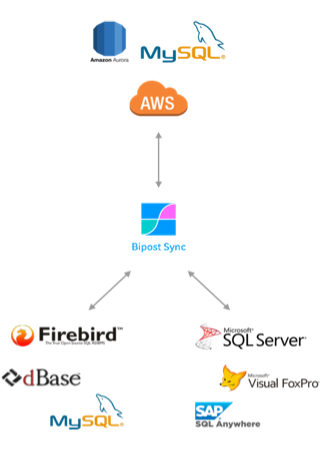 Amazon Aurora
MySQL®
AWS
Bipost Sync
Firebird™
The True Open Source SQL RDBMS
Microsoft®
SQL Server®
dBase
Microsoft®
Visual FoxPro
MySQL®
SAP
SQL Anywhere